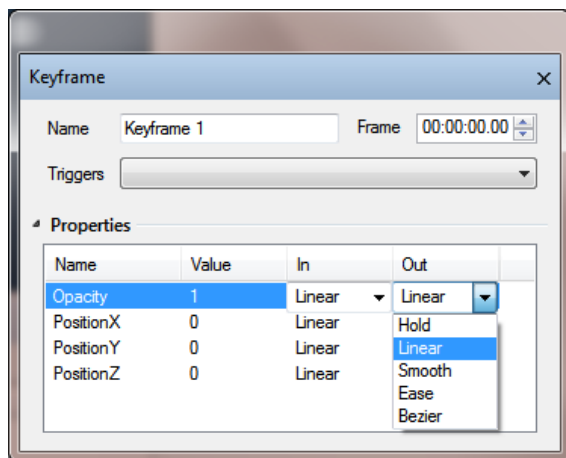 Keyframe
Name Keyframe 1 Frame 00:00:00.00
Triggers
Properties
Name Value In Out
Opacity 1 Linear Linear
PositionX 0 Linear Hold
PositionY 0 Linear Linear
PositionZ 0 Linear Smooth
Ease
Bezier